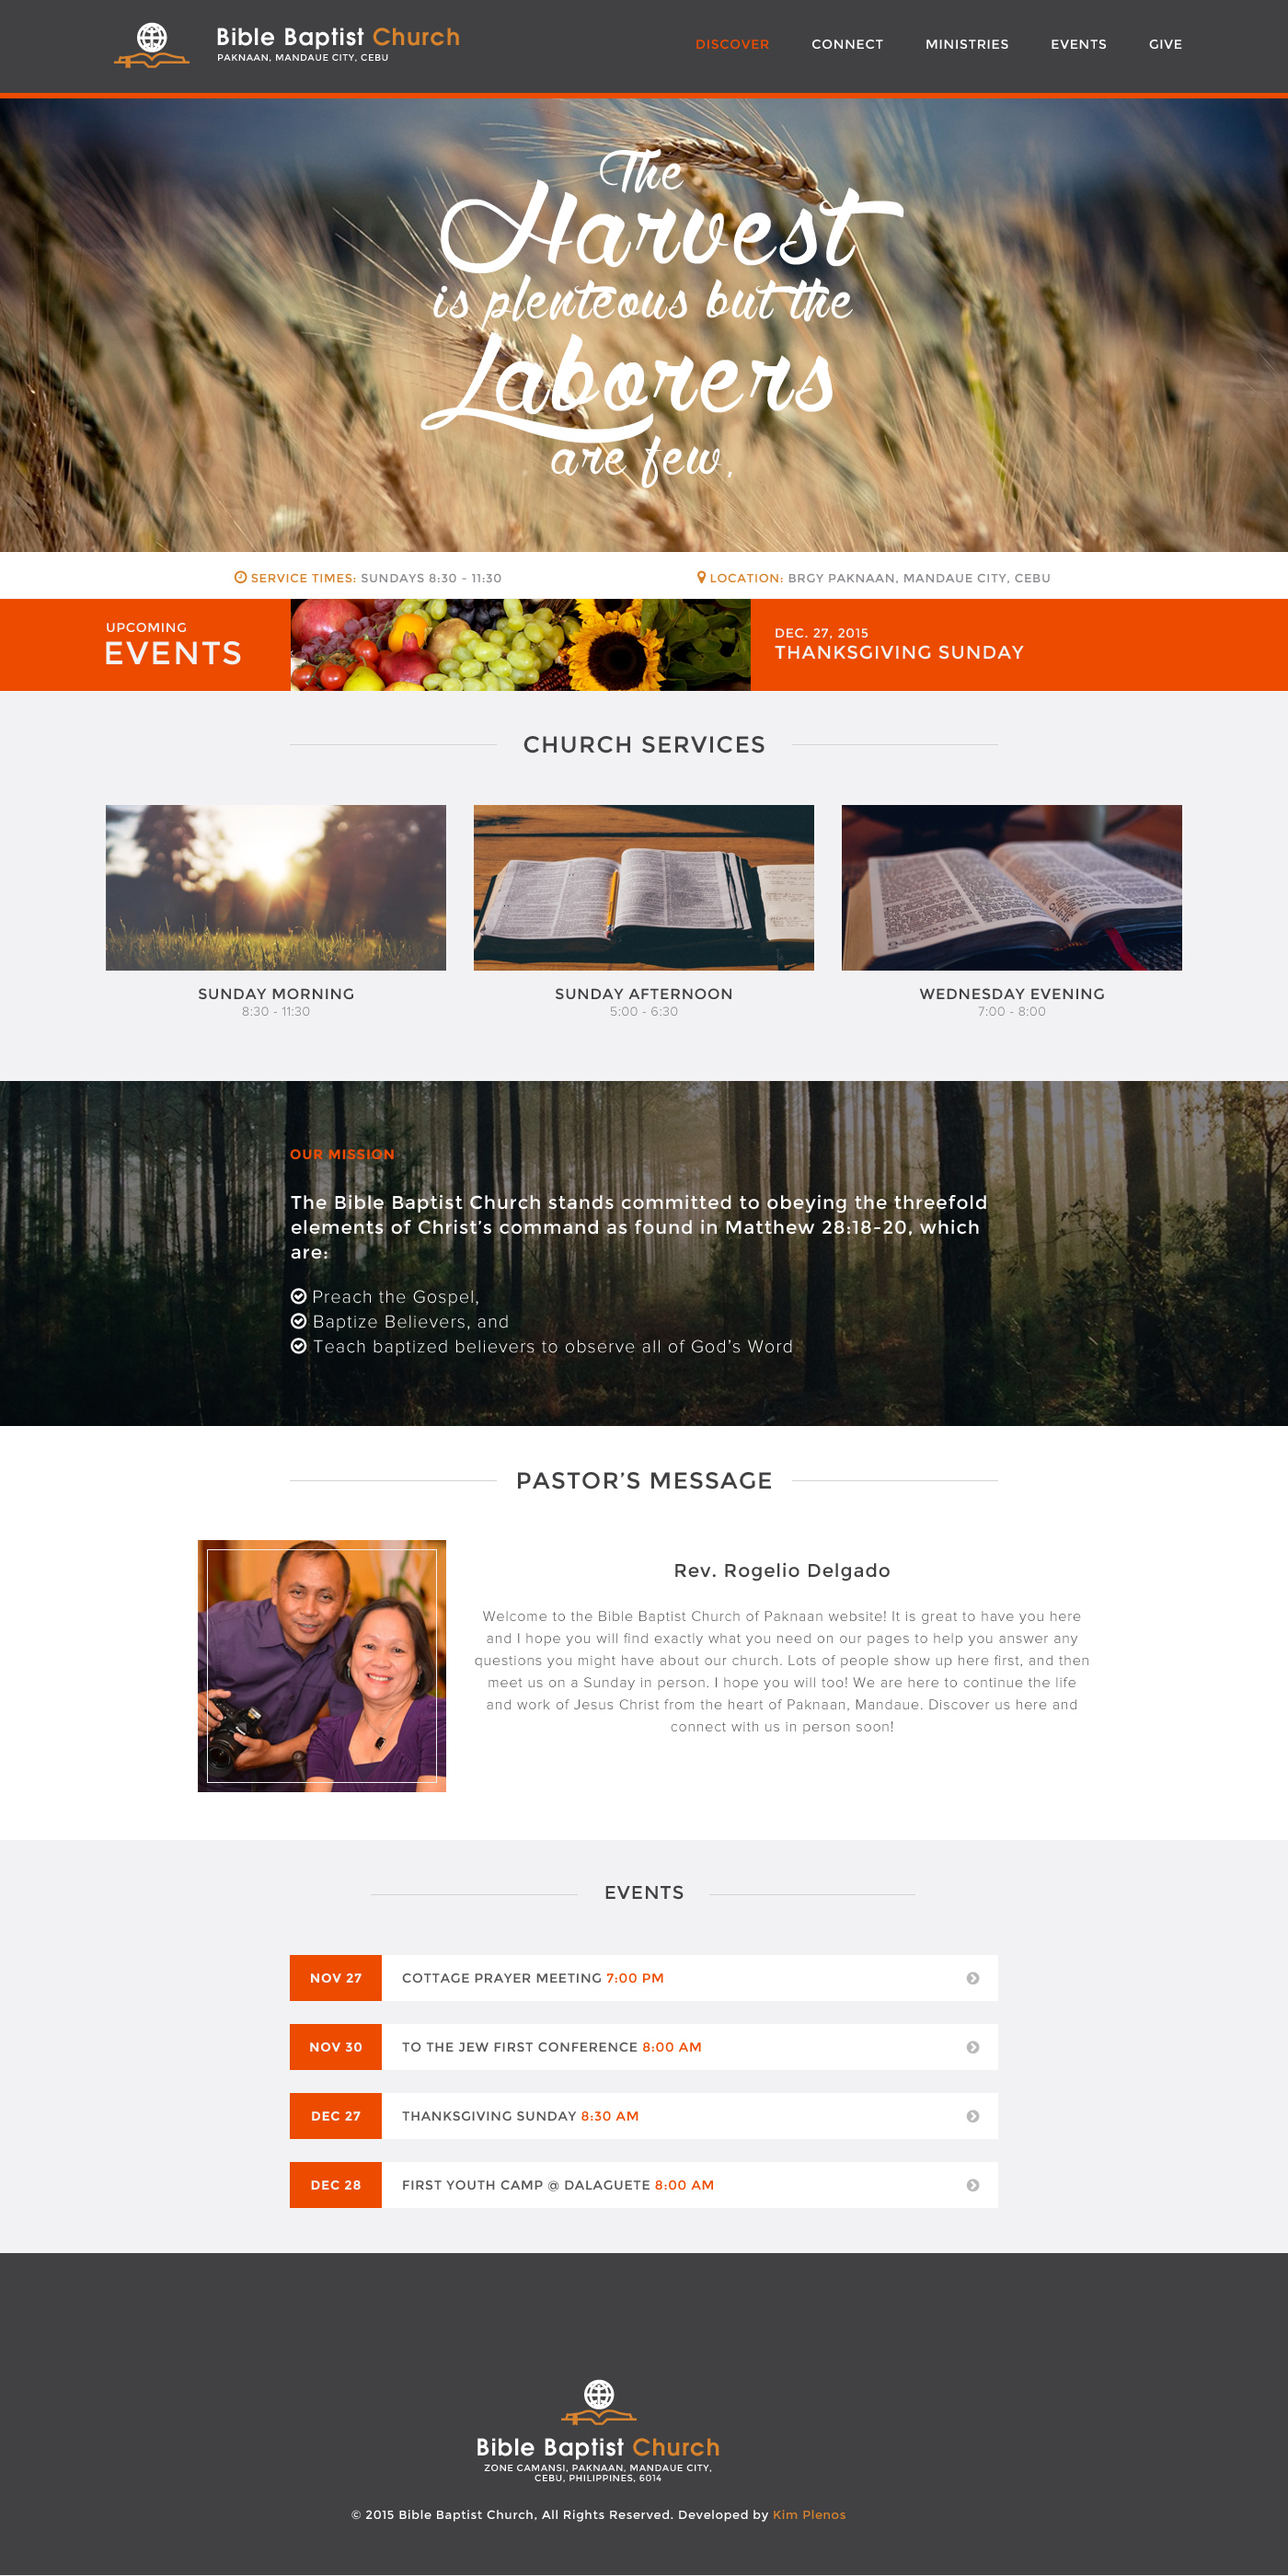 Bible Baptist Church
PAKNAAN, MANDAUE CITY, CEBU
DISCOVER CONNECT MINISTRIES EVENTS GIVE
The
Harvest
is plenteous but the
Laborers
are few.
SERVICE TIMES: SUNDAYS 8:30 - 11:30
LOCATION: BRGY PAKNAAN, MANDAUE CITY, CEBU
UPCOMING
EVENTS
DEC. 27, 2015
THANKSGIVING SUNDAY
CHURCH SERVICES
SUNDAY MORNING
8:30 - 11:30
SUNDAY AFTERNOON
5:00 - 6:30
WEDNESDAY EVENING
7:00 - 8:00
OUR MISSION
The Bible Baptist Church stands committed to obeying the threefold
elements of Christ's command as found in Matthew 28:18-20, which
are:
Preach the Gospel,
Baptize Believers, and
Teach baptized believers to observe all of God's Word
PASTOR'S MESSAGE
Rev. Rogelio Delgado
Welcome to the Bible Baptist Church of Paknaan website! It is great to have you here
and I hope you will find exactly what you need on our pages to help you answer any
questions you might have about our church. Lots of people show up here first, and then
meet us on a Sunday in person. I hope you will too! We are here to continue the life
and work of Jesus Christ from the heart of Paknaan, Mandaue. Discover us here and
connect with us in person soon!
EVENTS
NOV 27 COTTAGE PRAYER MEETING 7:00 PM
NOV 30 TO THE JEW FIRST CONFERENCE 8:00 AM
DEC 27 THANKSGIVING SUNDAY 8:30 AM
DEC 28 FIRST YOUTH CAMP @ DALAGUETE 8:00 AM
Bible Baptist Church
ZONE CAMANSI, PAKNAAN, MANDAUE CITY,
CEBU, PHILIPPINES, 6014
© 2015 Bible Baptist Church, All Rights Reserved. Developed by Kim Plenos